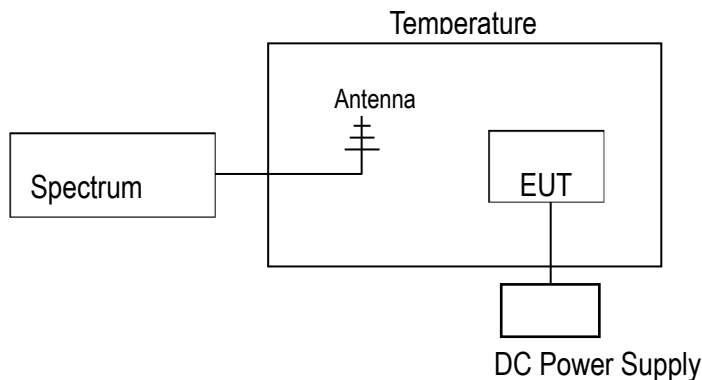 Temperature
Antenna
Spectrum
EUT
DC Power Supply